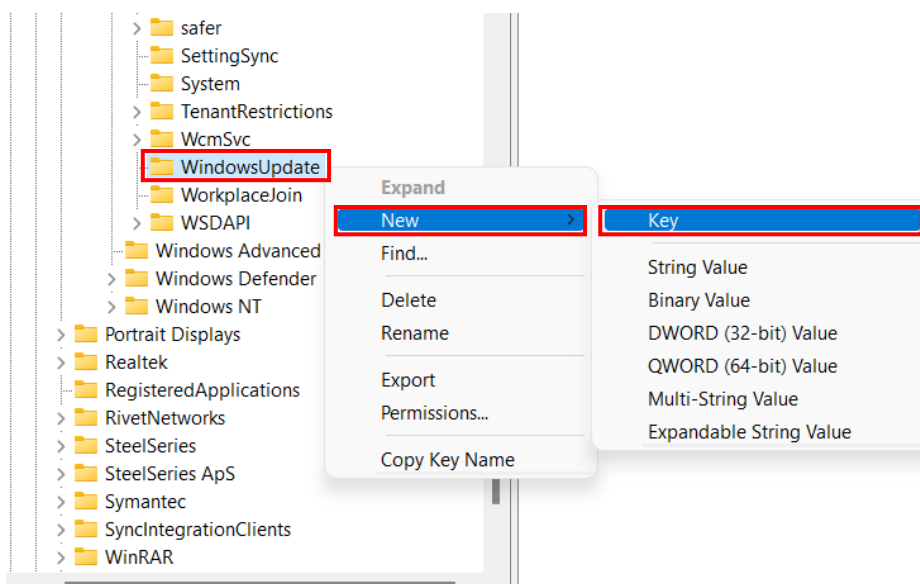 safer
SettingSync
System
TenantRestrictions
WcmSvc
WindowsUpdate
WorkplaceJoin
WSDAPI
Windows Advanced
Windows Defender
Windows NT
Portrait Displays
Realtek
RegisteredApplications
RivetNetworks
SteelSeries
SteelSeries ApS
Symantec
SyncIntegrationClients
WinRAR
Expand
New
Find...
Delete
Rename
Export
Permissions...
Copy Key Name
Key
String Value
Binary Value
DWORD (32-bit) Value
QWORD (64-bit) Value
Multi-String Value
Expandable String Value